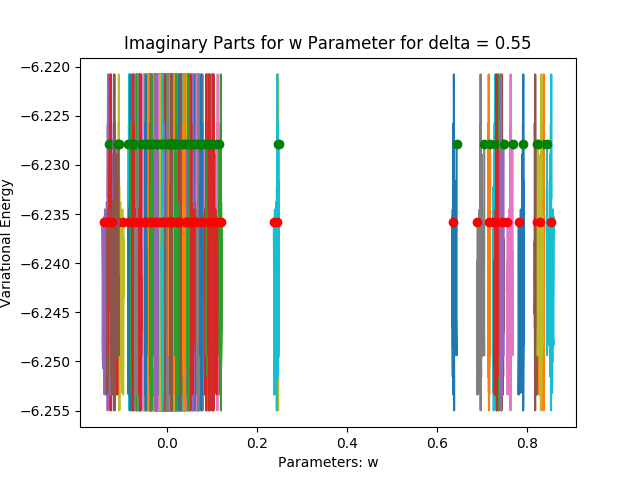 Imaginary Parts for w Parameter for delta = 0.55
−6.220
−6.225
−6.230
−6.235
−6.240
−6.245
−6.250
−6.255
Variational Energy
0.0 0.2 0.4 0.6 0.8
Parameters: w